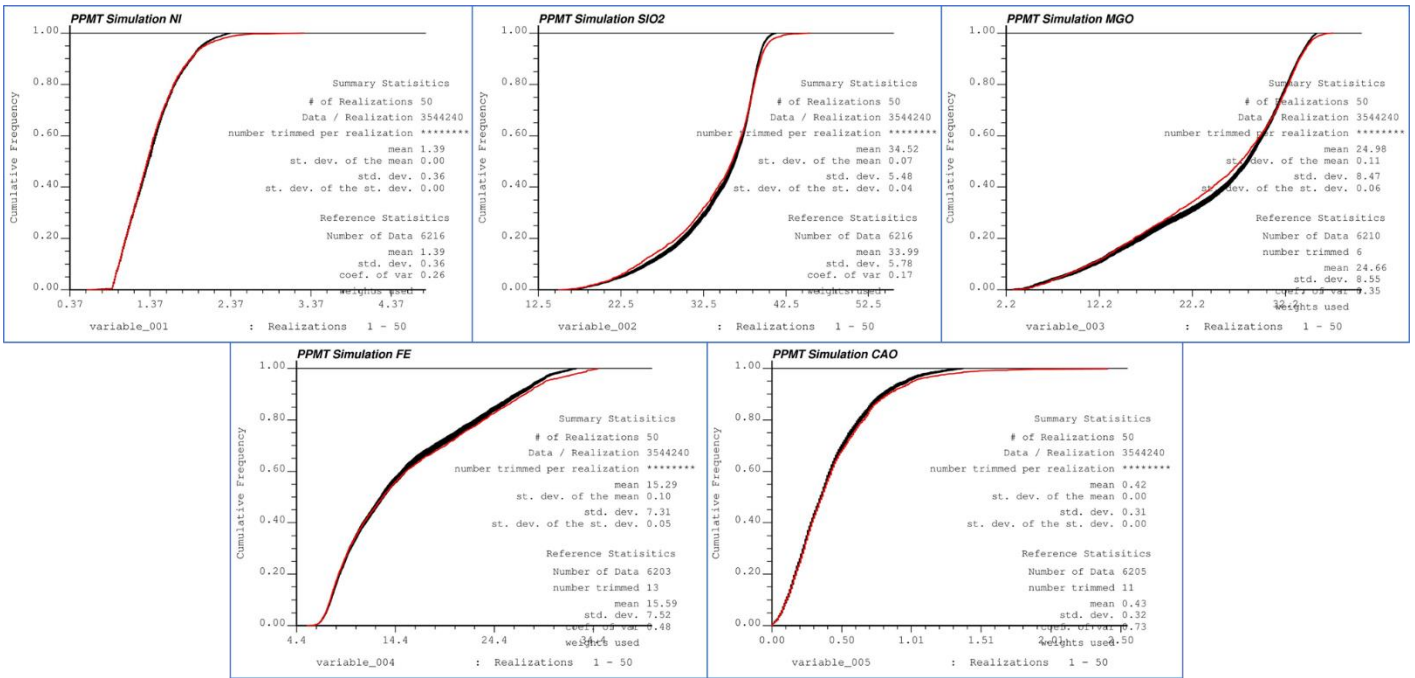 PPMT Simulation NI
Cumulative Frequency
1.00
0.80
0.60
0.40
0.20
0.00
0.37 1.37 2.37 3.37 4.37
Summary Statisitics
# of Realizations 50
Data / Realization 3544240
number trimmed per realization ********
mean 1.39
st. dev. of the mean 0.00
std. dev. 0.36
st. dev. of the st. dev. 0.00
Reference Statisitics
Number of Data 6216
mean 1.39
std. dev. 0.36
coef. of var 0.26
weights used
variable_001 : Realizations 1 - 50
PPMT Simulation SIO2
Cumulative Frequency
1.00
0.80
0.60
0.40
0.20
0.00
12.5 22.5 32.5 42.5 52.5
Summary Statisitics
# of Realizations 50
Data / Realization 3544240
number trimmed per realization ********
mean 34.52
st. dev. of the mean 0.07
std. dev. 5.48
st. dev. of the st. dev. 0.04
Reference Statisitics
Number of Data 6216
mean 33.99
std. dev. 5.78
coef. of var 0.17
weights used
variable_002 : Realizations 1 - 50
PPMT Simulation MGO
Cumulative Frequency
1.00
0.80
0.60
0.40
0.20
0.00
2.2 12.2 22.2 32.2
Summary Statisitics
# of Realizations 50
Data / Realization 3544240
number trimmed per realization ********
mean 24.98
st. dev. of the mean 0.11
std. dev. 8.47
st. dev. of the st. dev. 0.06
Reference Statisitics
Number of Data 6210
number trimmed 6
mean 24.66
std. dev. 8.55
coef. of var 0.35
weights used
variable_003 : Realizations 1 - 50
PPMT Simulation FE
Cumulative Frequency
1.00
0.80
0.60
0.40
0.20
0.00
4.4 14.4 24.4 34.4
Summary Statisitics
# of Realizations 50
Data / Realization 3544240
number trimmed per realization ********
mean 15.29
st. dev. of the mean 0.10
std. dev. 7.31
st. dev. of the st. dev. 0.05
Reference Statisitics
Number of Data 6203
number trimmed 13
mean 15.59
std. dev. 7.52
coef. of var 0.48
weights used
variable_004 : Realizations 1 - 50
PPMT Simulation CAO
Cumulative Frequency
1.00
0.80
0.60
0.40
0.20
0.00
0.00 0.50 1.01 1.51 2.01 2.50
Summary Statisitics
# of Realizations 50
Data / Realization 3544240
number trimmed per realization ********
mean 0.42
st. dev. of the mean 0.00
std. dev. 0.31
st. dev. of the st. dev. 0.00
Reference Statisitics
Number of Data 6205
number trimmed 11
mean 0.43
std. dev. 0.32
coef. of var 0.73
weights used
variable_005 : Realizations 1 - 50